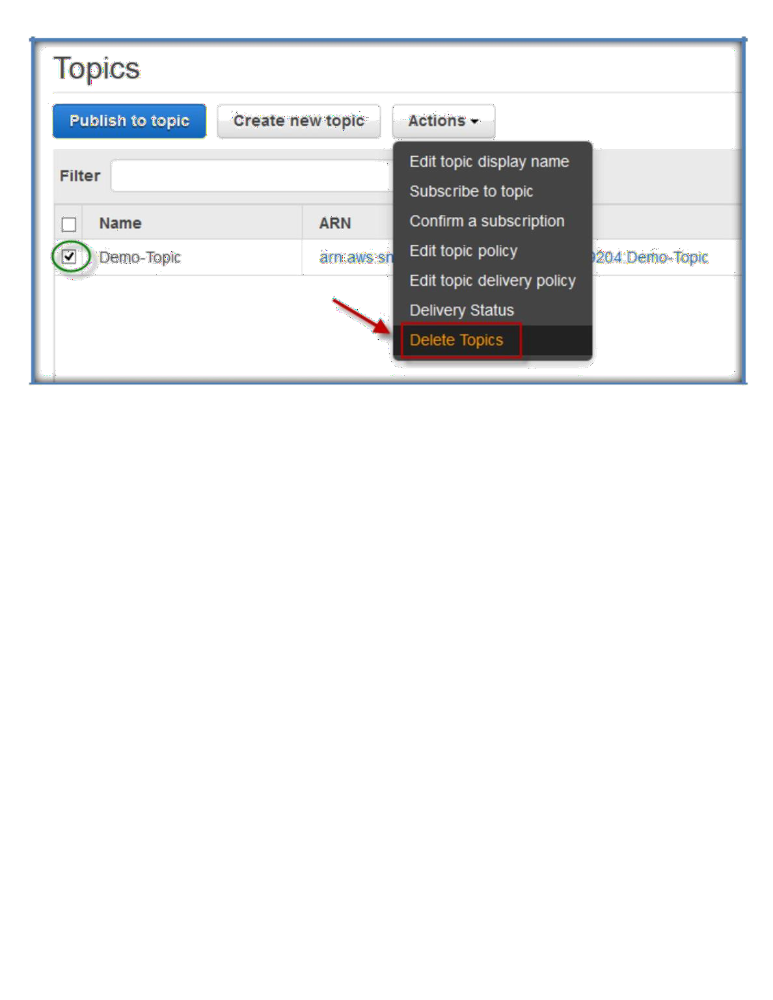 Topics
Publish to topic Create new topic Actions
Filter
Edit topic display name
Subscribe to topic
Name ARN Confirm a subscription
Edit topic policy
Demo-Topic arn:aws:sn 9204:Demo-Topic
Edit topic delivery policy
Delivery Status
Delete Topics